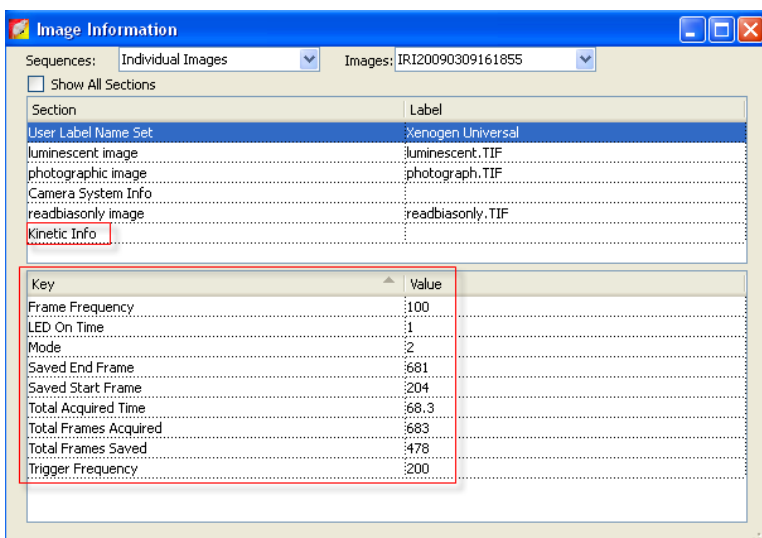 Image Information
Sequences: Individual Images Images: IRI20090309161855
Show All Sections
Section Label
User Label Name Set Xenogen Universal
luminescent image luminescent.TIF
photographic image photograph.TIF
Camera System Info
readbiasonly image readbiasonly.TIF
Kinetic Info
Key Value
Frame Frequency 100
LED On Time 1
Mode 2
Saved End Frame 681
Saved Start Frame 204
Total Acquired Time 68.3
Total Frames Acquired 683
Total Frames Saved 478
Trigger Frequency 200